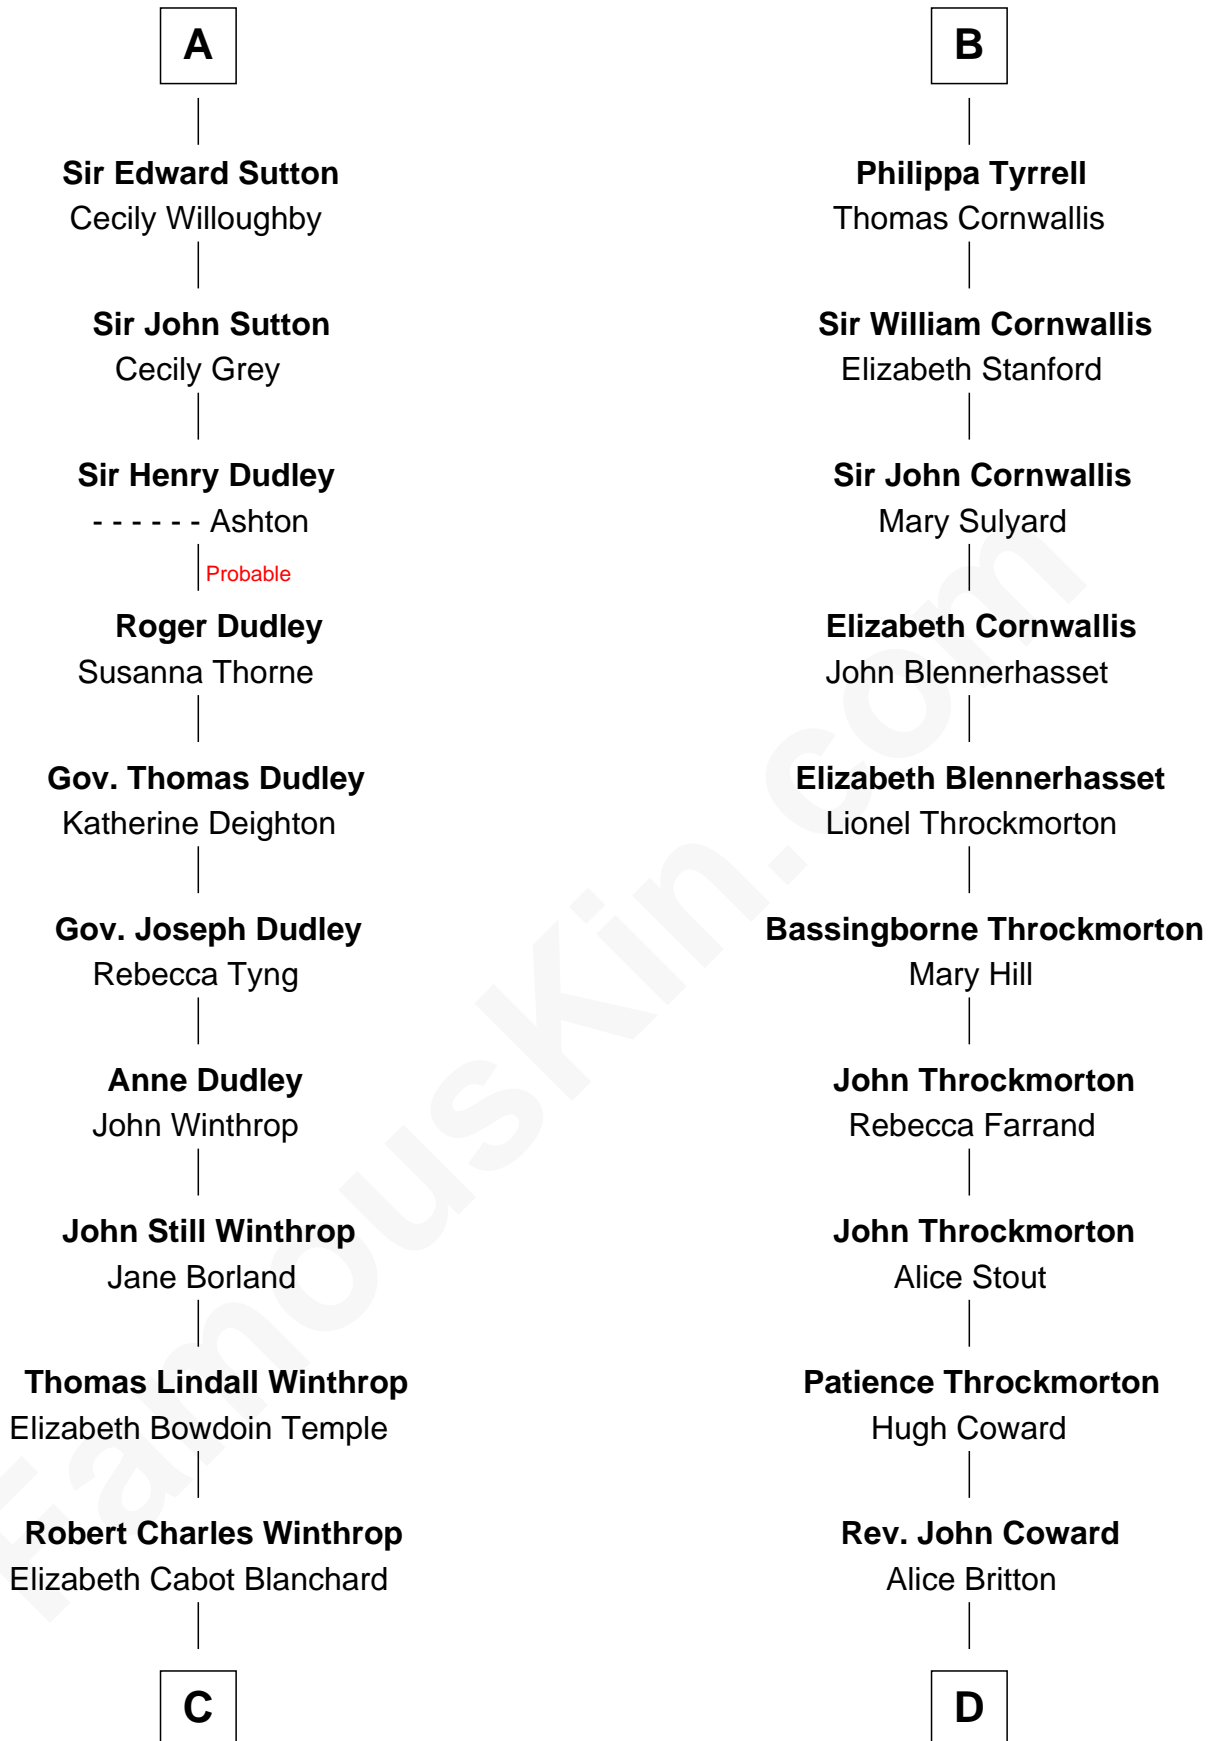 A
Sir Edward Sutton
Cecily Willoughby
Sir John Sutton
Cecily Grey
Sir Henry Dudley
- - - - - - Ashton
Probable
Roger Dudley
Susanna Thorne
Gov. Thomas Dudley
Katherine Deighton
Gov. Joseph Dudley
Rebecca Tyng
Anne Dudley
John Winthrop
John Still Winthrop
Jane Borland
Thomas Lindall Winthrop
Elizabeth Bowdoin Temple
Robert Charles Winthrop
Elizabeth Cabot Blanchard
C
B
Philippa Tyrrell
Thomas Cornwallis
Sir William Cornwallis
Elizabeth Stanford
Sir John Cornwallis
Mary Sulyard
Elizabeth Cornwallis
John Blennerhasset
Elizabeth Blennerhasset
Lionel Throckmorton
Bassingborne Throckmorton
Mary Hill
John Throckmorton
Rebecca Farrand
John Throckmorton
Alice Stout
Patience Throckmorton
Hugh Coward
Rev. John Coward
Alice Britton
D
FamousKin.com